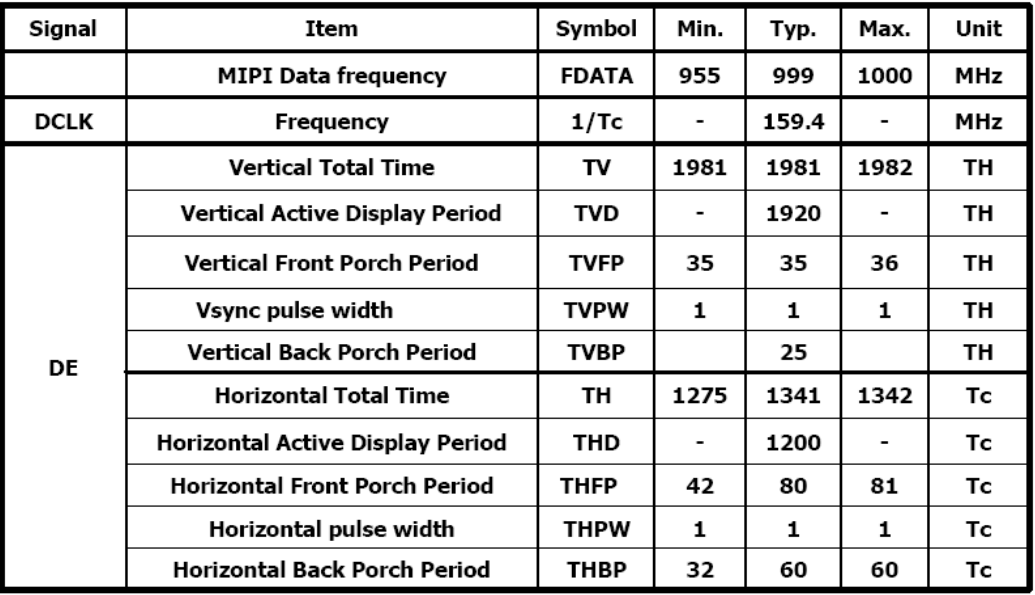 Signal Item Symbol Min. Typ. Max. Unit
MIPI Data frequency FDATA 955 999 1000 MHz
DCLK Frequency 1/Tc - 159.4 - MHz
Vertical Total Time TV 1981 1981 1982 TH
Vertical Active Display Period TVD - 1920 - TH
Vertical Front Porch Period TVFP 35 35 36 TH
Vsync pulse width TVPW 1 1 1 TH
Vertical Back Porch Period TVBP 25 TH
DE
Horizontal Total Time TH 1275 1341 1342 Tc
Horizontal Active Display Period THD - 1200 - Tc
Horizontal Front Porch Period THFP 42 80 81 Tc
Horizontal pulse width THPW 1 1 1 Tc
Horizontal Back Porch Period THBP 32 60 60 Tc